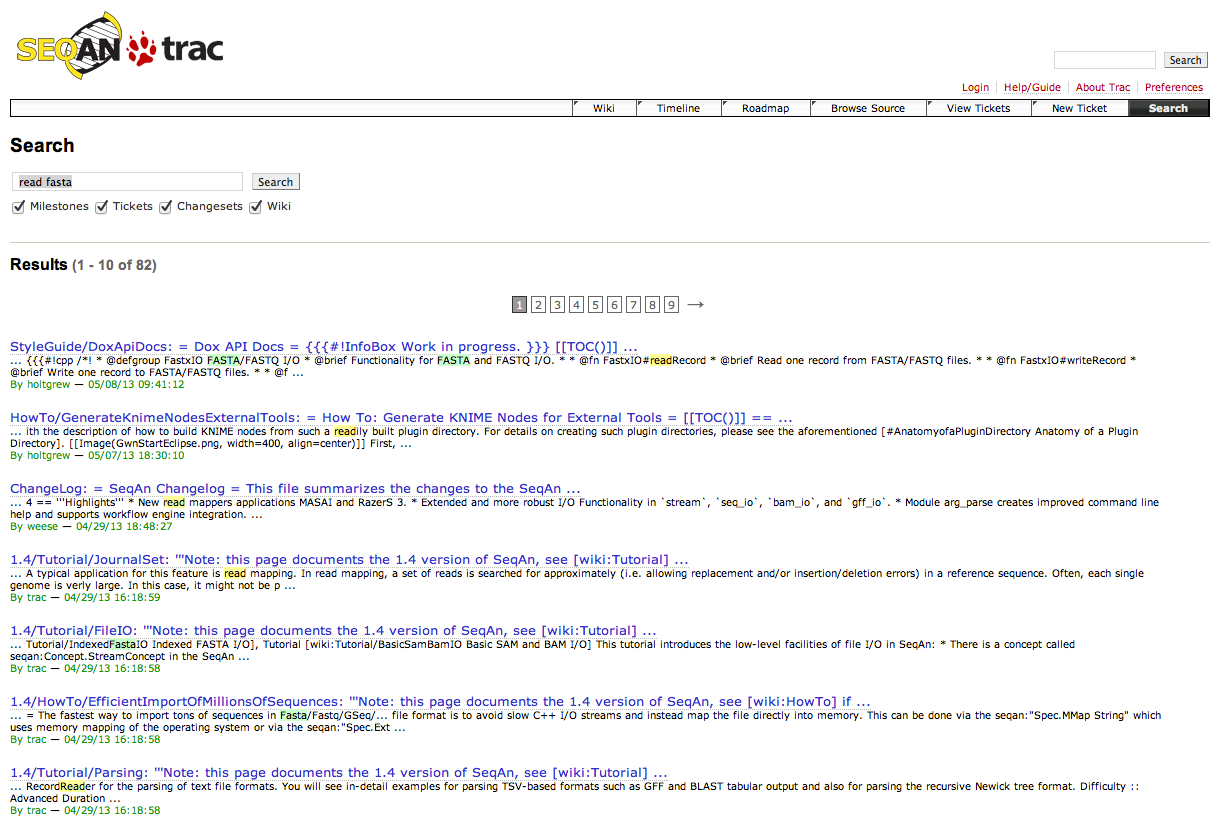 SEQAN trac
Search
Login Help/Guide About Trac Preferences
Wiki Timeline Roadmap Browse Source View Tickets New Ticket Search
Search
read fasta Search
Milestones Tickets Changesets Wiki
Results (1 - 10 of 82)
1 2 3 4 5 6 7 8 9 →
StyleGuide/DoxApiDocs: = Dox API Docs = {{{#!InfoBox Work in progress. }}} [[TOC()]] ...
... {{{#!cpp /*! * @defgroup FastxIO FASTA/FASTQ I/O * @brief Functionality for FASTA and FASTQ I/O. * * @fn FastxIO#readRecord * @brief Read one record from FASTA/FASTQ files. * * @fn FastxIO#writeRecord *
@brief Write one record to FASTA/FASTQ files. * * @f ...
By holtgrew — 05/08/13 09:41:12
HowTo/GenerateKnimeNodesExternalTools: = How To: Generate KNIME Nodes for External Tools = [[TOC()]] == ...
... ith the description of how to build KNIME nodes from such a readily built plugin directory. For details on creating such plugin directories, please see the aforementioned [#AnatomyofaPluginDirectory Anatomy of a Plugin
Directory]. [[Image(GwnStartEclipse.png, width=400, align=center)]] First, ...
By holtgrew — 05/07/13 18:30:10
ChangeLog: = SeqAn Changelog = This file summarizes the changes to the SeqAn ...
... 4 == '''Highlights''' * New read mappers applications MASAI and RazerS 3. * Extended and more robust I/O Functionality in `stream`, `seq_io`, `bam_io`, and `gff_io`. * Module arg_parse creates improved command line
help and supports workflow engine integration. ...
By weese — 04/29/13 18:48:27
1.4/Tutorial/JournalSet: '''Note: this page documents the 1.4 version of SeqAn, see [wiki:Tutorial] ...
... A typical application for this feature is read mapping. In read mapping, a set of reads is searched for approximately (i.e. allowing replacement and/or insertion/deletion errors) in a reference sequence. Often, each single
genome is verly large. In this case, it might not be p ...
By trac — 04/29/13 16:18:59
1.4/Tutorial/FileIO: '''Note: this page documents the 1.4 version of SeqAn, see [wiki:Tutorial] ...
... Tutorial/IndexedFastaIO Indexed FASTA I/O], Tutorial [wiki:Tutorial/BasicSamBamIO Basic SAM and BAM I/O] This tutorial introduces the low-level facilities of file I/O in SeqAn: * There is a concept called
seqan:Concept.StreamConcept in the SeqAn ...
By trac — 04/29/13 16:18:58
1.4/HowTo/EfficientImportOfMillionsOfSequences: '''Note: this page documents the 1.4 version of SeqAn, see [wiki:HowTo] if ...
... = The fastest way to import tons of sequences in Fasta/Fastq/GSeq/... file format is to avoid slow C++ I/O streams and instead map the file directly into memory. This can be done via the seqan:"Spec.MMap String" which
uses memory mapping of the operating system or via the seqan:"Spec.Ext ...
By trac — 04/29/13 16:18:58
1.4/Tutorial/Parsing: '''Note: this page documents the 1.4 version of SeqAn, see [wiki:Tutorial] ...
... RecordReader for the parsing of text file formats. You will see in-detail examples for parsing TSV-based formats such as GFF and BLAST tabular output and also for parsing the recursive Newick tree format. Difficulty ::
Advanced Duration ...
By trac — 04/29/13 16:18:58